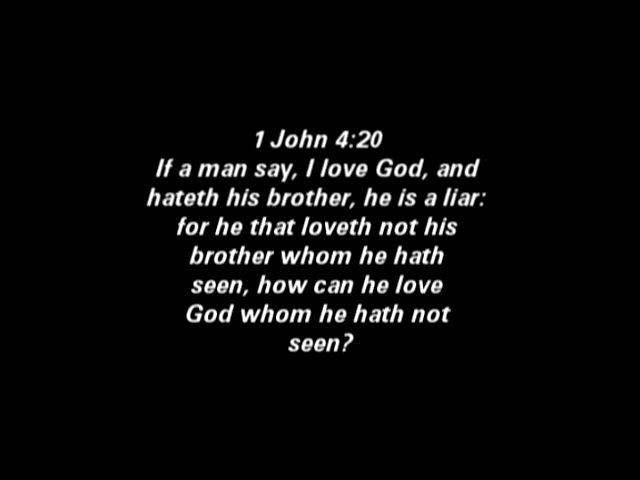 1 John 4:20
If a man say, I love God, and
hateth his brother, he is a liar:
for he that loveth not his
brother whom he hath
seen, how can he love
God whom he hath not
seen?